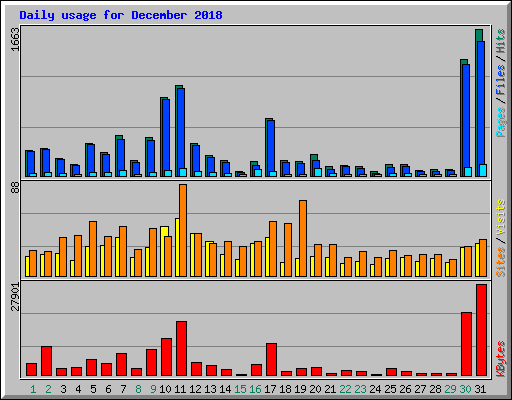 Daily usage for December 2018
1663
Pages / Files / Hits
88
Sites / Visits
27901
KBytes
1 2 3 4 5 6 7 8 9 10 11 12 13 14 15 16 17 18 19 20 21 22 23 24 25 26 27 28 29 30 31